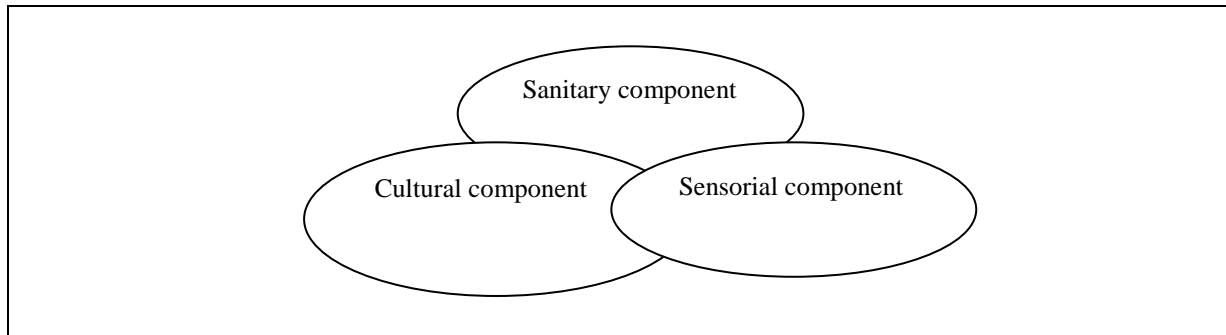 Sanitary component
Cultural component
Sensorial component